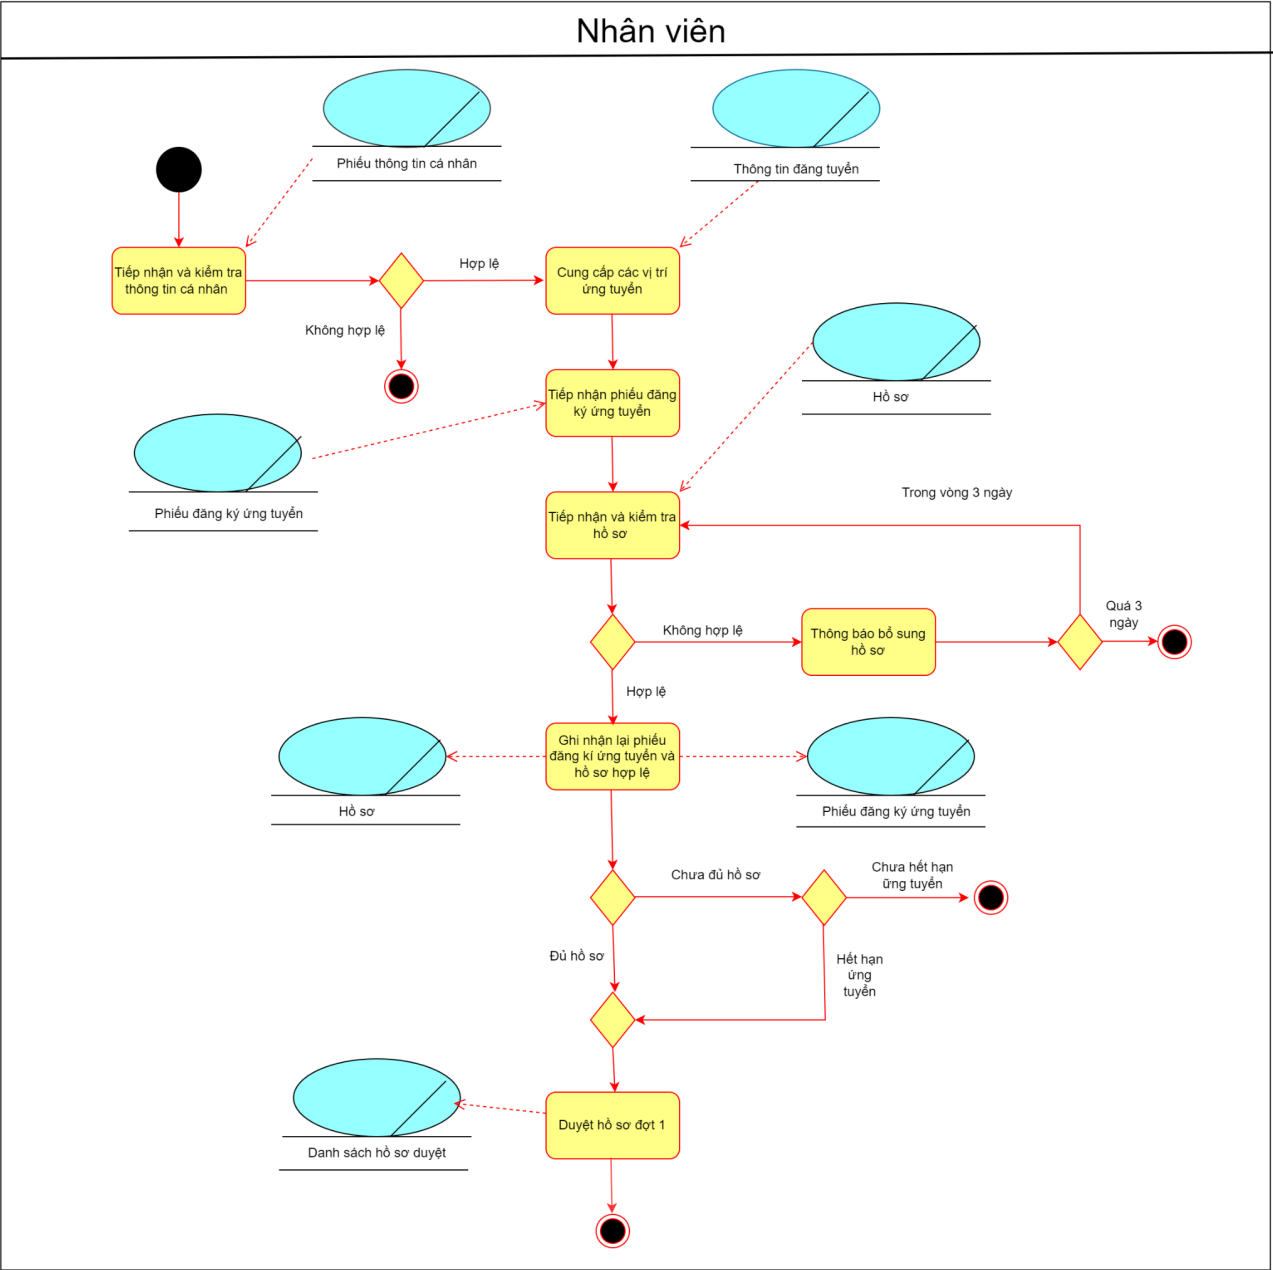 Nhân viên
Phiếu thông tin cá nhân
Thông tin đăng tuyển
Tiếp nhận và kiểm tra
thông tin cá nhân
Hợp lệ
Cung cấp các vị trí
ứng tuyển
Không hợp lệ
Tiếp nhận phiếu đăng
ký ứng tuyển
Hồ sơ
Phiếu đăng ký ứng tuyển
Tiếp nhận và kiểm tra
hồ sơ
Trong vòng 3 ngày
Không hợp lệ
Thông báo bổ sung
hồ sơ
Quá 3
ngày
Hợp lệ
Ghi nhận lại phiếu
đăng kí ứng tuyển và
hồ sơ hợp lệ
Hồ sơ
Phiếu đăng ký ứng tuyển
Chưa đủ hồ sơ
Chưa hết hạn
ững tuyển
Đủ hồ sơ
Hết hạn
ứng
tuyển
Duyệt hồ sơ đợt 1
Danh sách hồ sơ duyệt